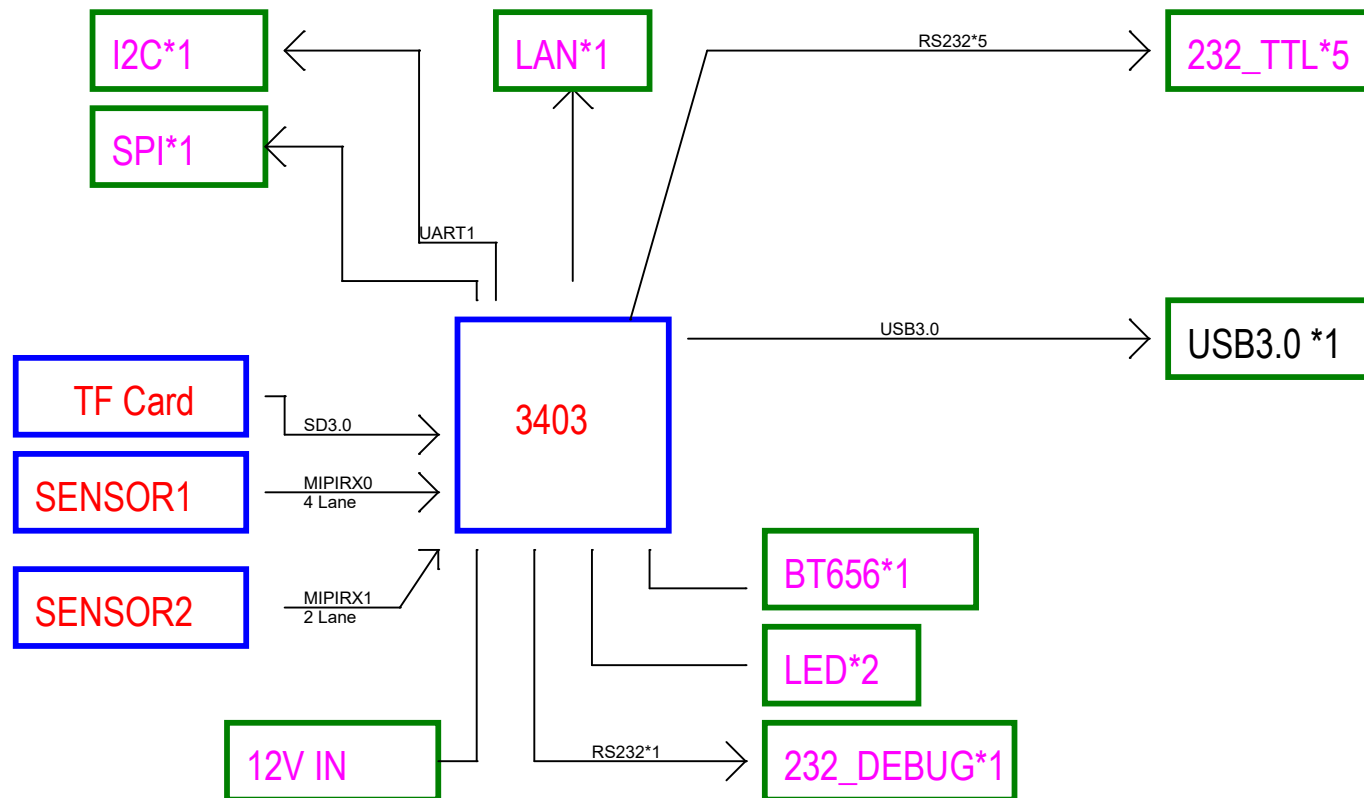 I2C*1
LAN*1
RS232*5
232_TTL*5
SPI*1
UART1
USB3.0
USB3.0 *1
TF Card
3403
SD3.0
SENSOR1
MIPIRX0
4 Lane
SENSOR2
MIPIRX1
2 Lane
BT656*1
LED*2
12V IN
RS232*1
232_DEBUG*1